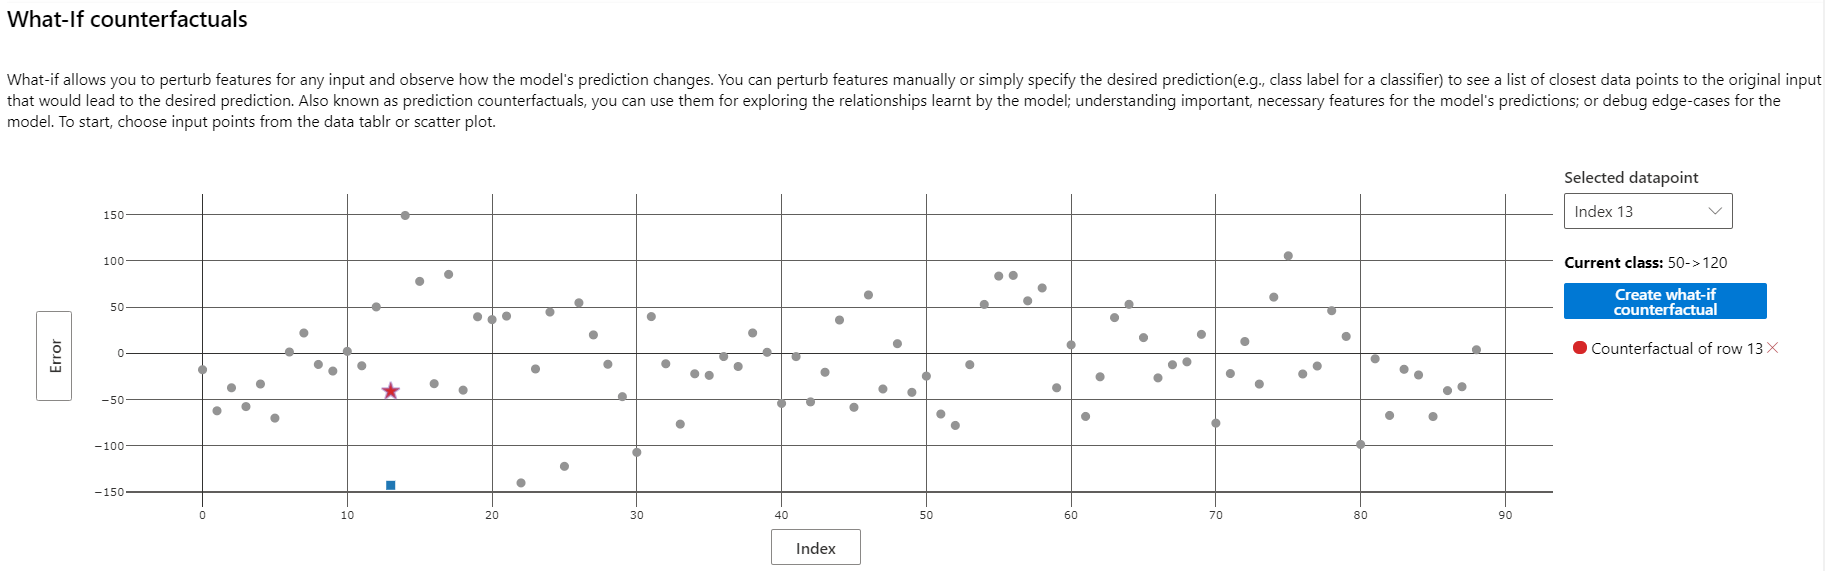 What-If counterfactuals
What-if allows you to perturb features for any input and observe how the model's prediction changes. You can perturb features manually or simply specify the desired prediction(e.g., class label for a classifier) to see a list of closest data points to the original input
that would lead to the desired prediction. Also known as prediction counterfactuals, you can use them for exploring the relationships learnt by the model; understanding important, necessary features for the model's predictions; or debug edge-cases for the
model. To start, choose input points from the data tablr or scatter plot.
Selected datapoint
Index 13
Current class: 50->120
Create what-if
counterfactual
Counterfactual of row 13
Error
150
100
50
0
−50
−100
−150
0 10 20 30 40 50 60 70 80 90
Index